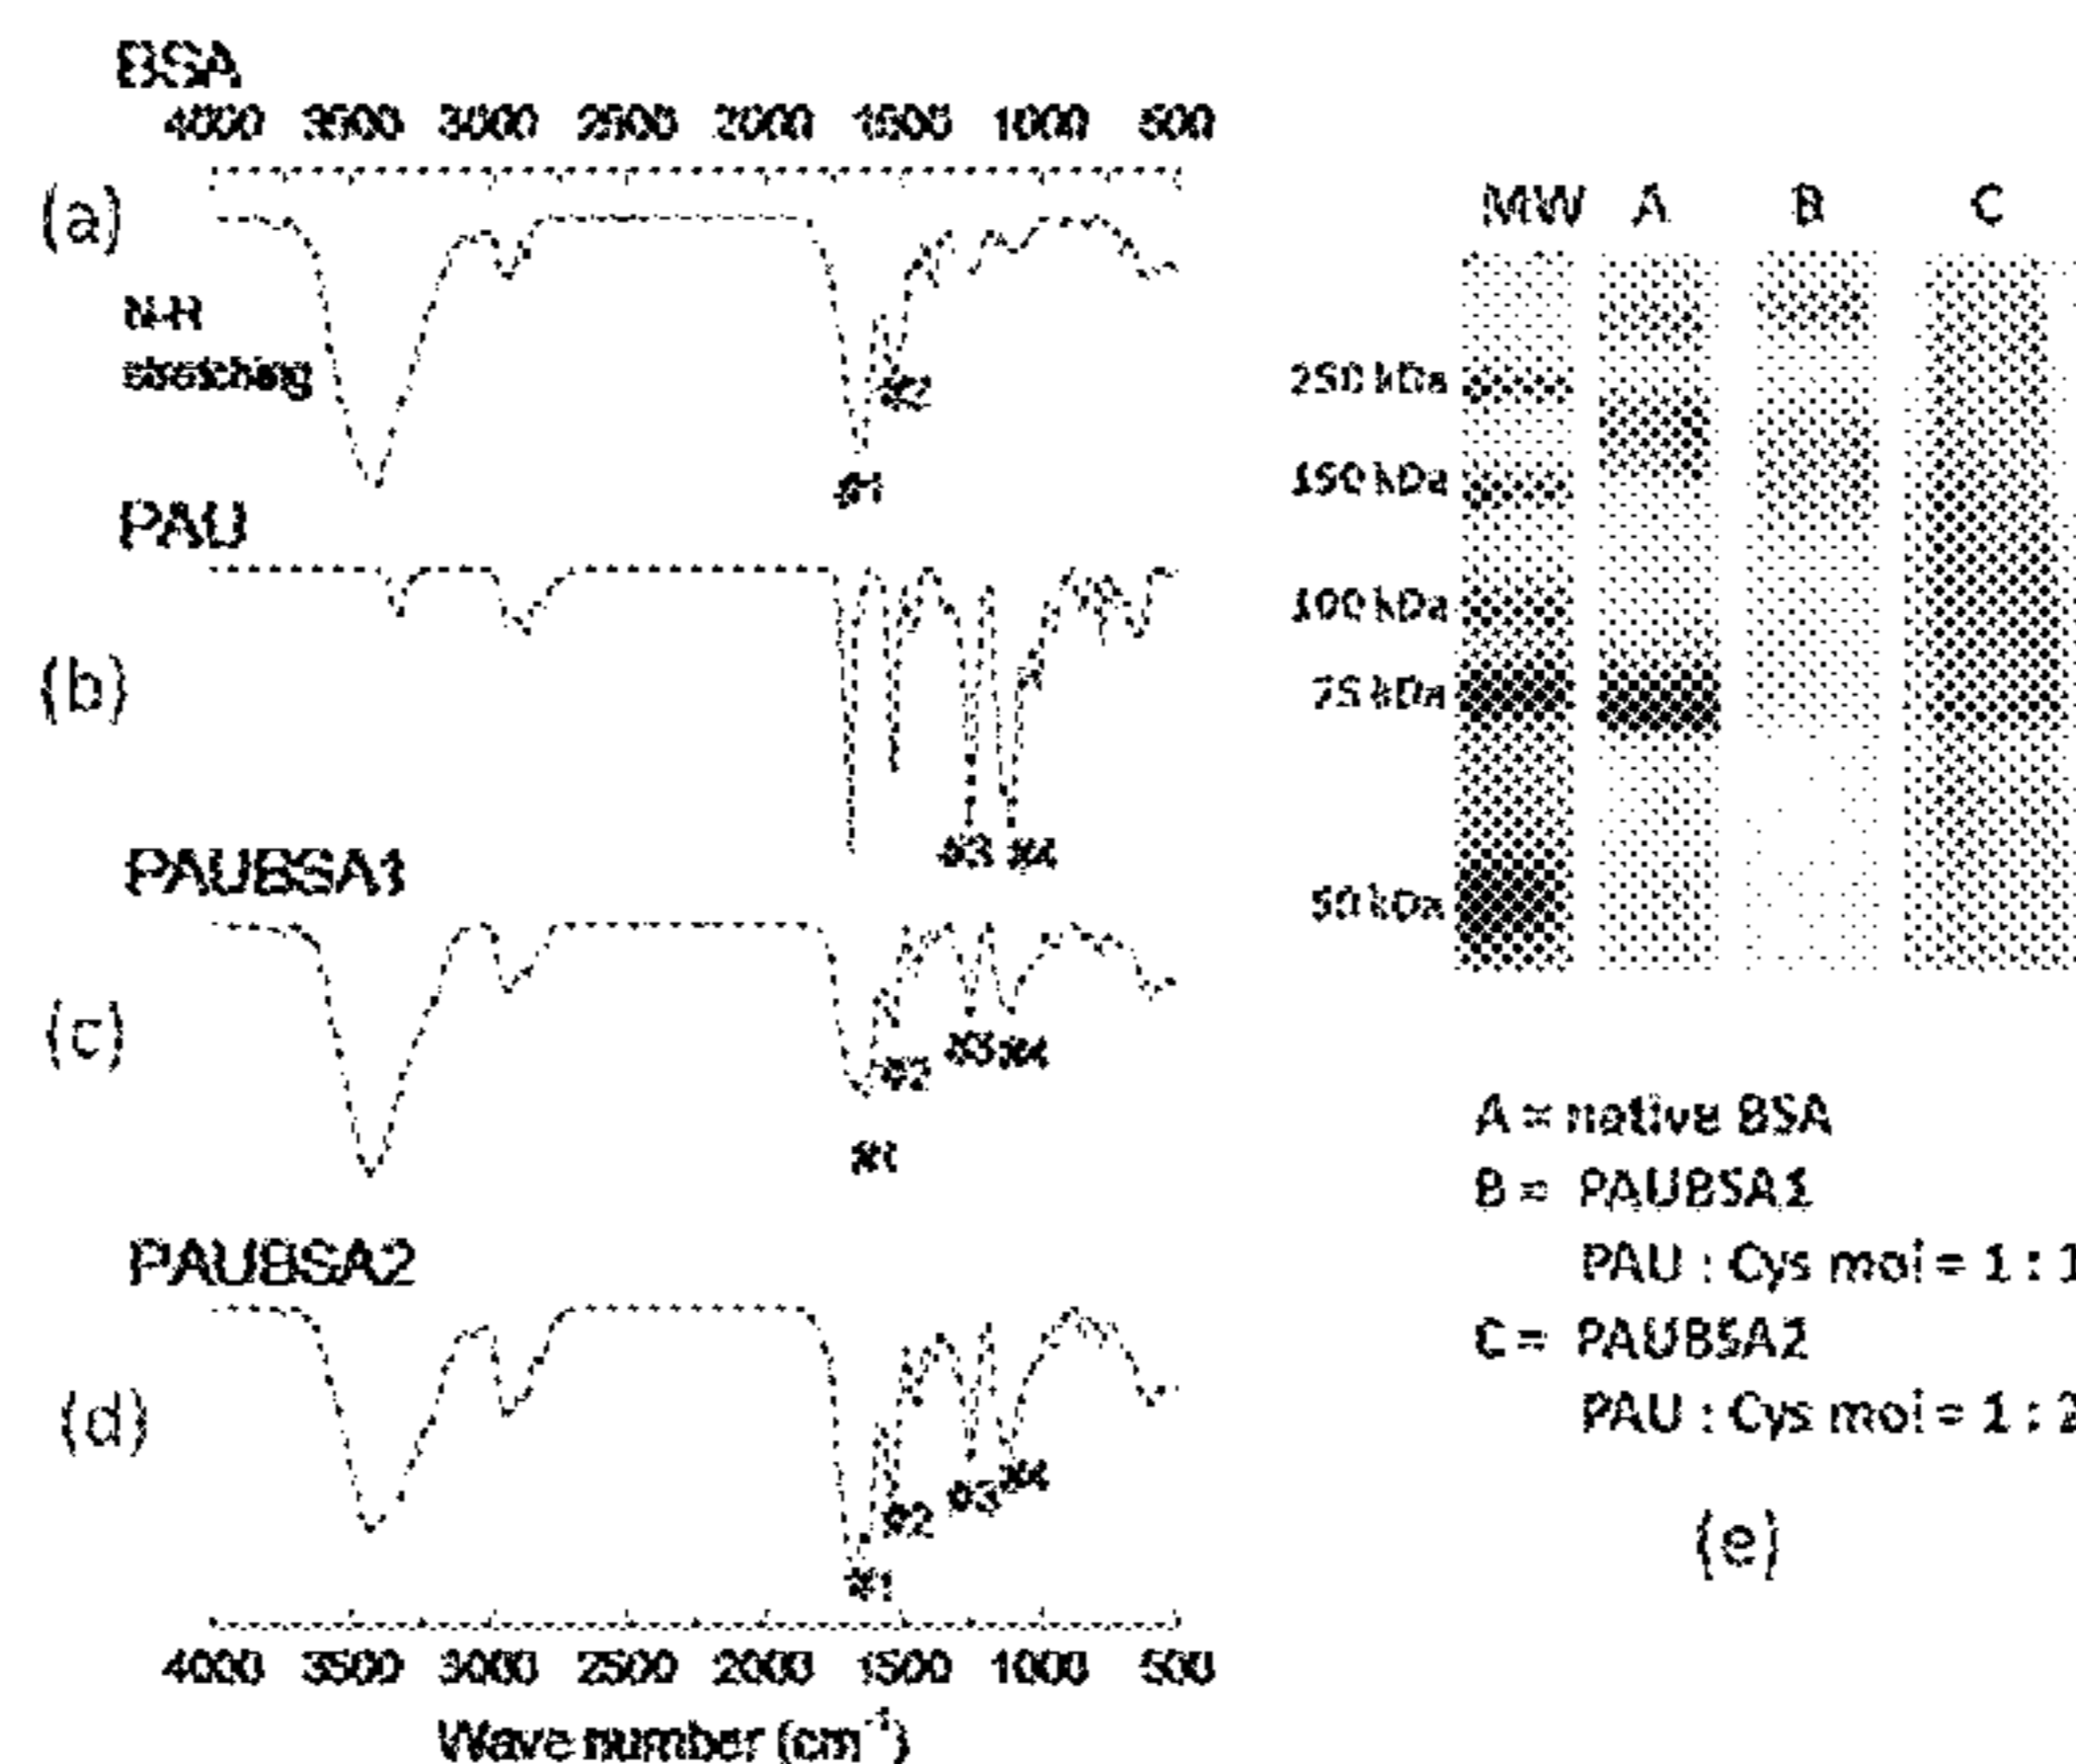 BSA
4000 3500 3000 2500 2000 1500 1000 500
(a)
N-H
stretching
#2
#1
PAU
(b)
#3 #4
PAUBSA1
(c)
#2
#3 #4
#1
PAUBSA2
(d)
#2 #3 #4
#1
4000 3500 3000 2500 2000 1500 1000 500
Wave number (cm⁻¹)
MW A B C
250 kDa
150 kDa
100 kDa
75 kDa
50 kDa
A = native BSA
B = PAUBSA1
PAU : Cys mol = 1 : 1
C = PAUBSA2
PAU : Cys mol = 1 : 2
(e)